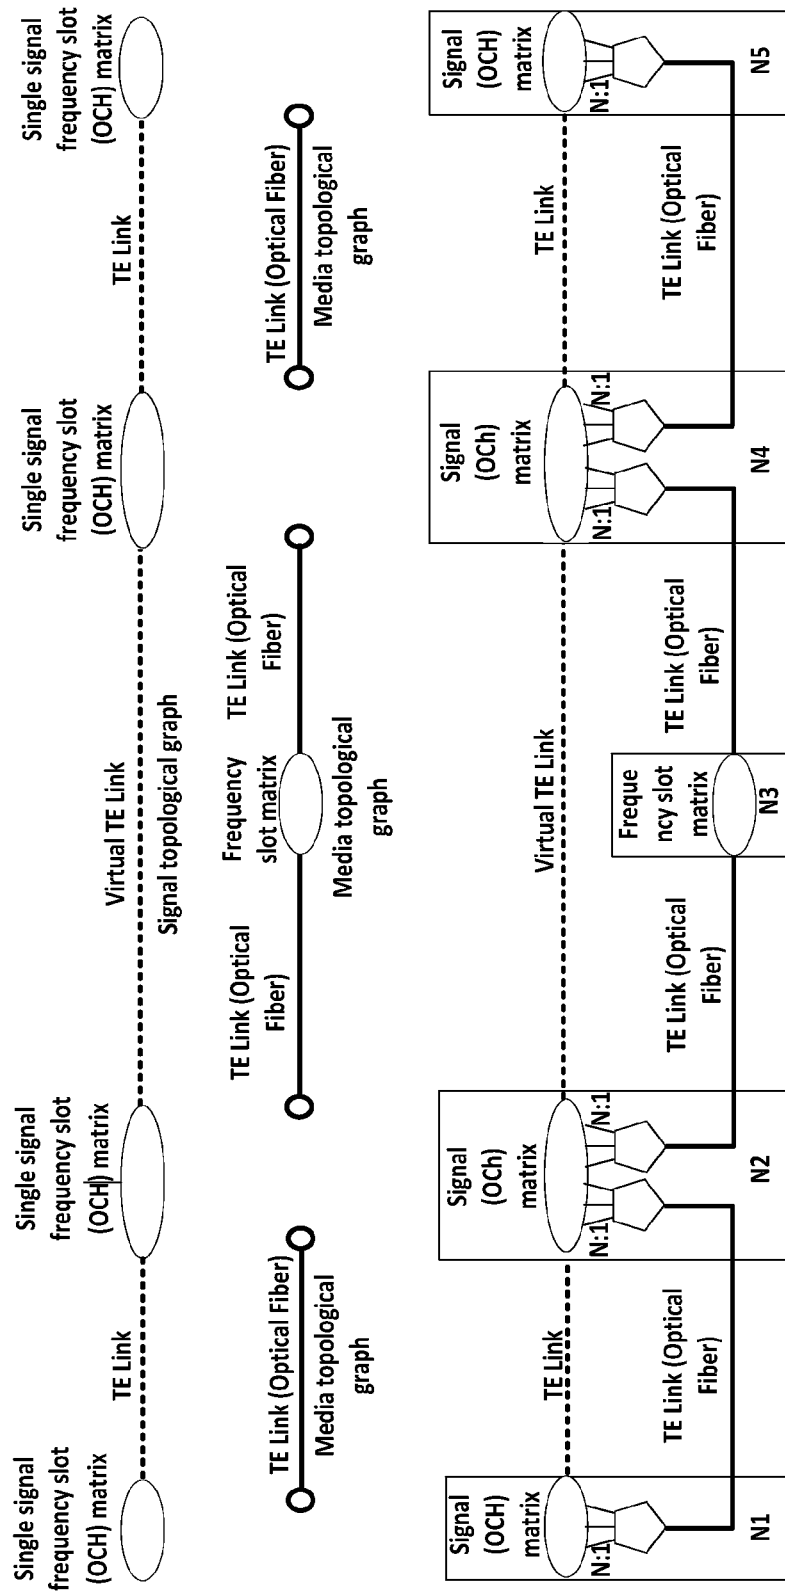 Single signal
frequency slot
(OCH) matrix
TE Link
Single signal
frequency slot
(OCH) matrix
Virtual TE Link
Signal topological graph
Single signal
frequency slot
(OCH) matrix
TE Link
Single signal
frequency slot
(OCH) matrix
TE Link (Optical Fiber)
Media topological
graph
TE Link (Optical
Fiber)
Frequency
slot matrix
Media topological
graph
TE Link (Optical
Fiber)
TE Link (Optical Fiber)
Media topological
graph
Signal
(OCH)
matrix
N:1
N1
TE Link
TE Link (Optical
Fiber)
Signal
(OCh)
matrix
N:1
N:1
N2
Virtual TE Link
TE Link (Optical
Fiber)
Freque
ncy slot
matrix
N3
TE Link (Optical
Fiber)
Signal
(OCh)
matrix
N:1
N:1
N4
TE Link
TE Link (Optical
Fiber)
Signal
(OCH)
matrix
N:1
N5